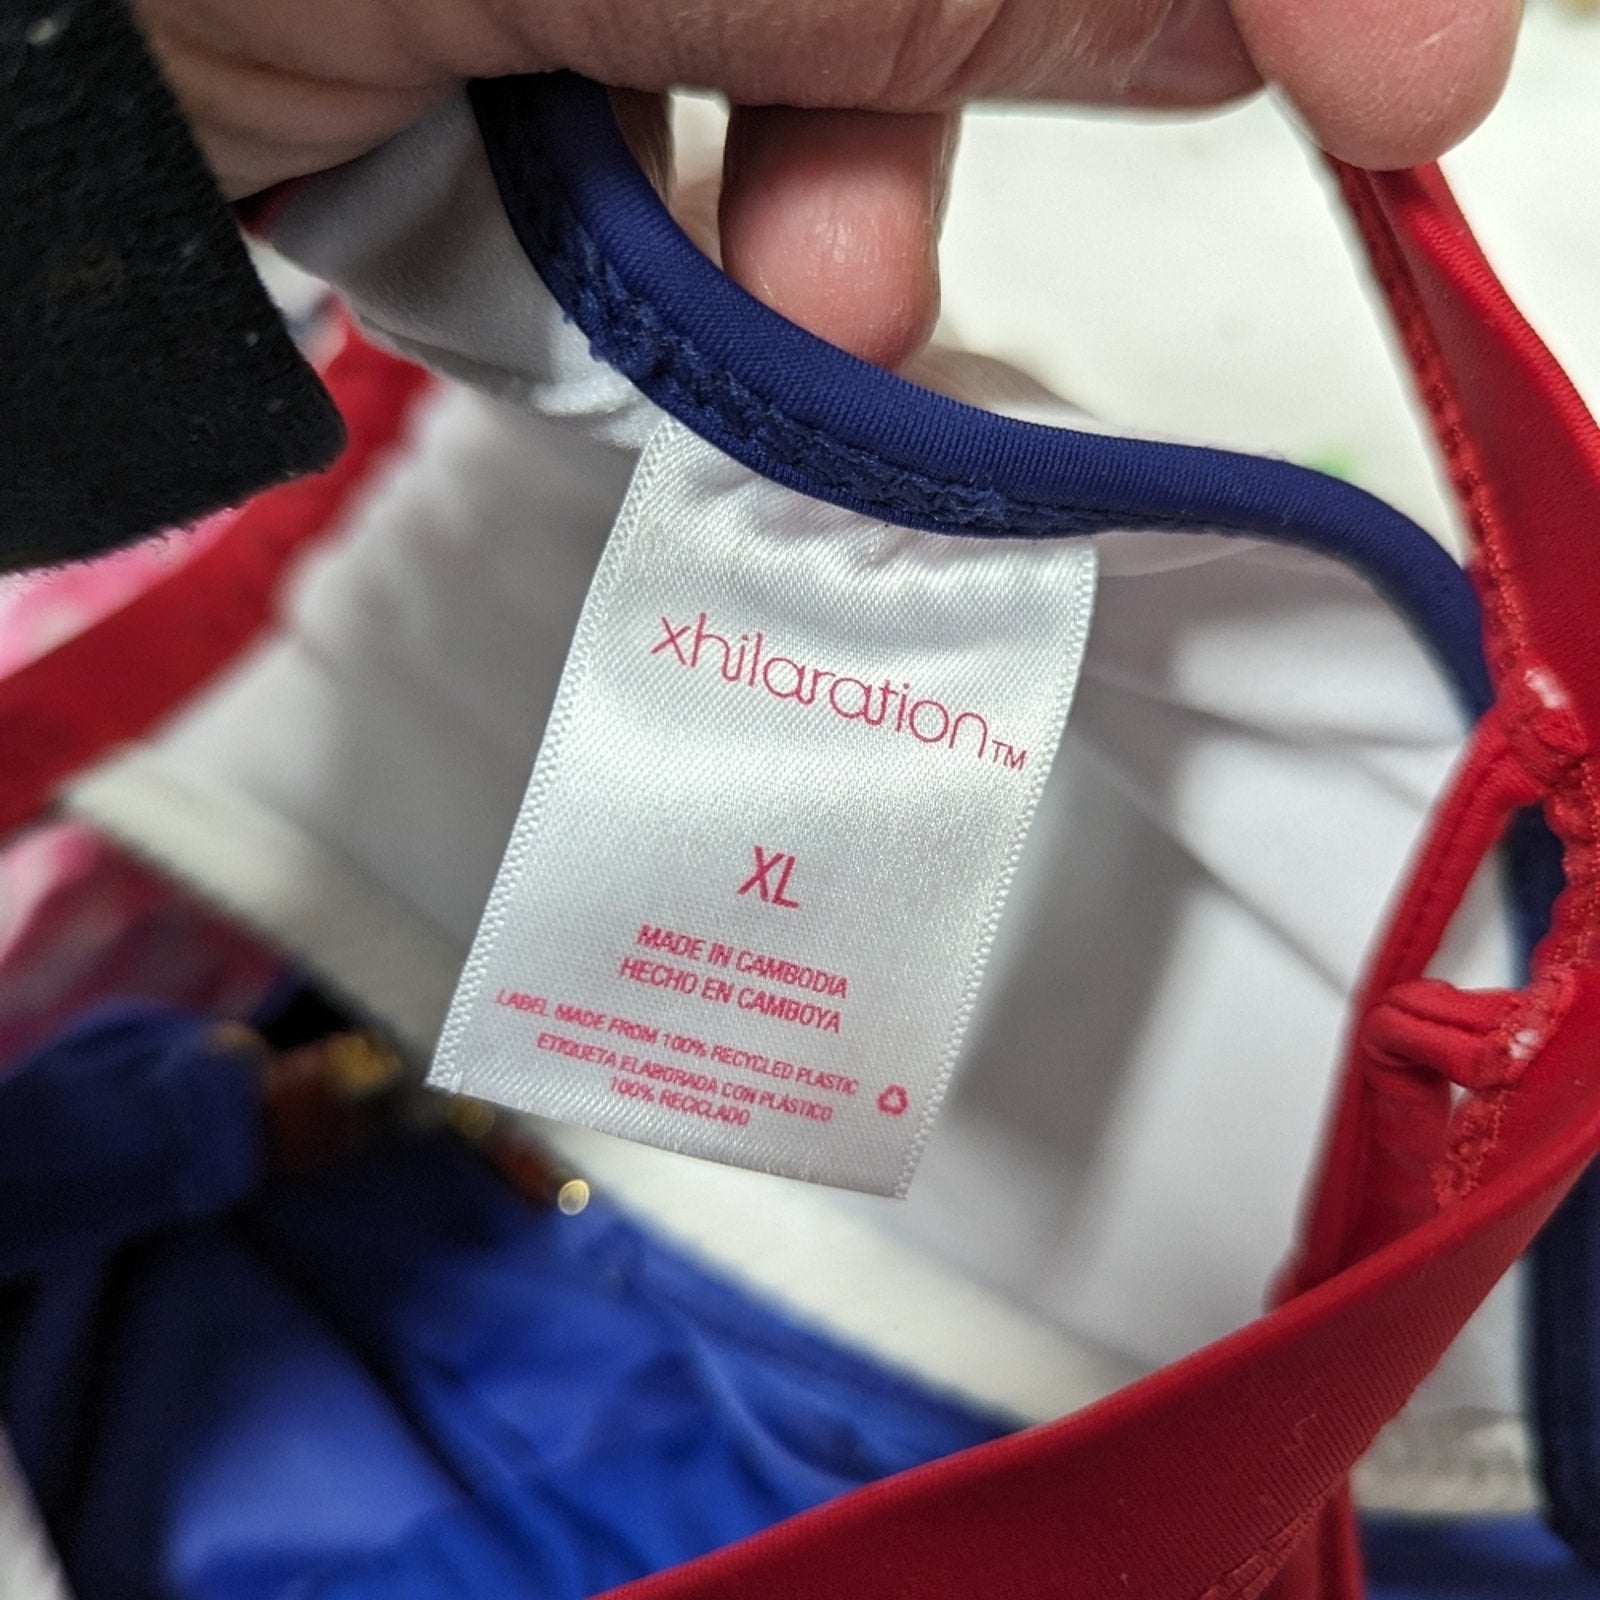 xhilaration™
XL
MADE IN CAMBODIA
HECHO EN CAMBOYA
LABEL MADE FROM 100% RECYCLED PLASTIC
ETIQUETA ELABORADA CON PLÁSTICO
100% RECICLADO